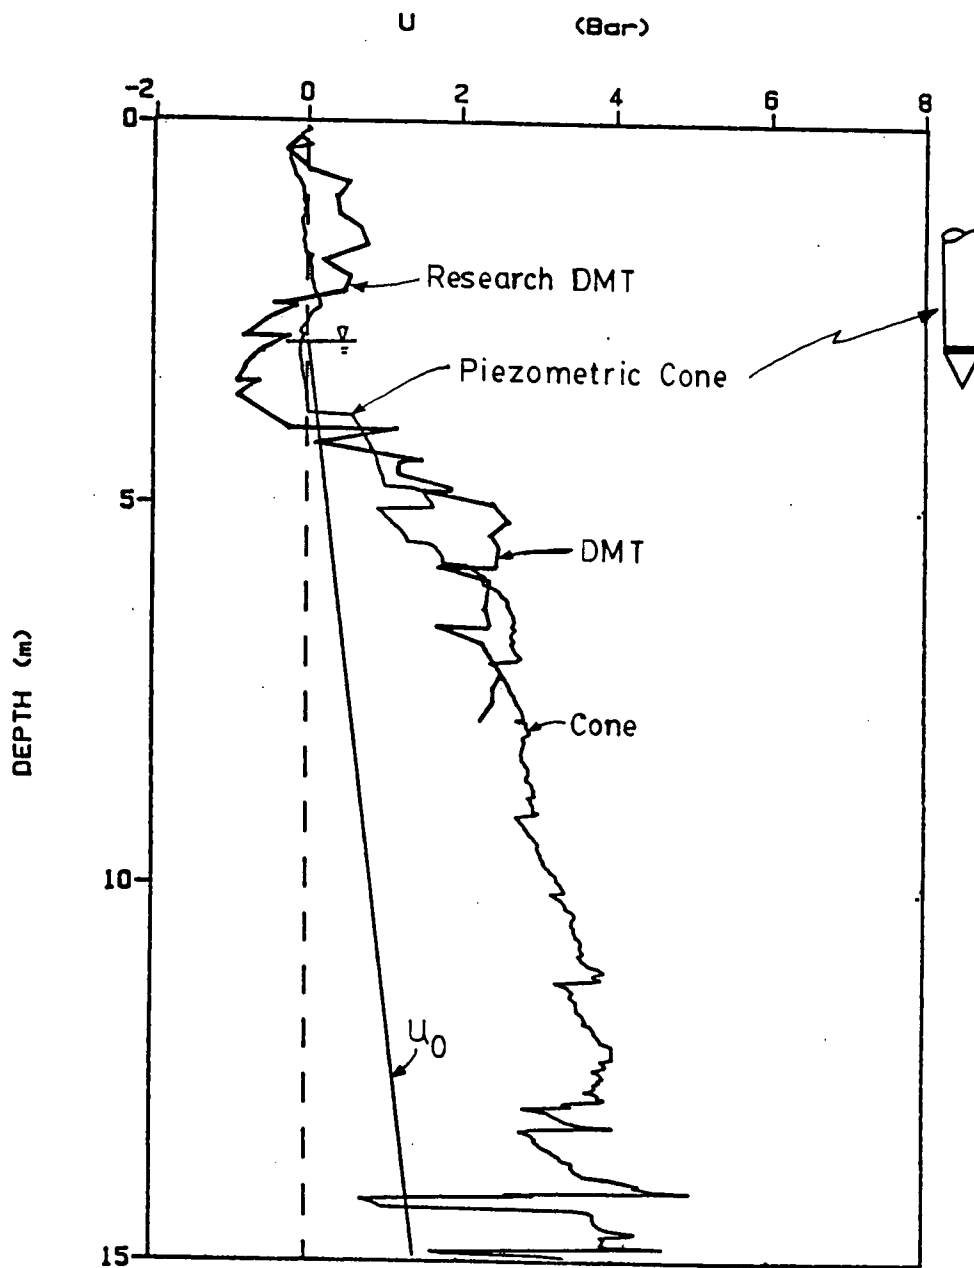 U (Bar)
-2 0 2 4 6 8
0
Research DMT
Piezometric Cone
5
DMT
DEPTH (m)
Cone
10
u0
15